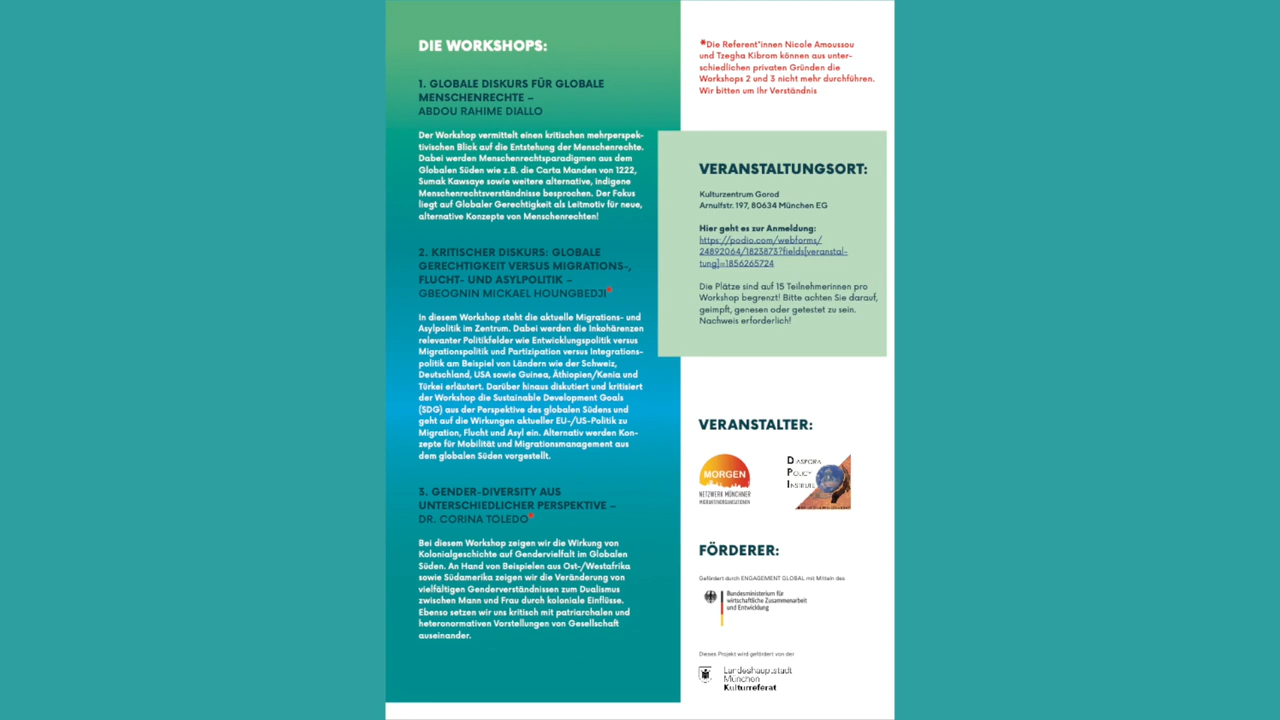 DIE WORKSHOPS:
1. GLOBALE DISKURS FÜR GLOBALE
MENSCHENRECHTE –
ABDOU RAHIME DIALLO
Der Workshop vermittelt einen kritischen mehrperspek-
tivischen Blick auf die Entstehung der Menschenrechte.
Dabei werden Menschenrechtsparadigmen aus dem
Globalen Süden wie z.B. die Carta Manden von 1222,
Sumak Kawsaye sowie weitere alternative, indigene
Menschenrechtsverständnisse besprochen. Der Fokus
liegt auf Globaler Gerechtigkeit als Leitmotiv für neue,
alternative Konzepte von Menschenrechten!
2. KRITISCHER DISKURS: GLOBALE
GERECHTIGKEIT VERSUS MIGRATIONS-,
FLUCHT- UND ASYLPOLITIK –
GBEOGNIN MICKAEL HOUNGBEDJI*
In diesem Workshop steht die aktuelle Migrations- und
Asylpolitik im Zentrum. Dabei werden die Inkohärenzen
relevanter Politikfelder wie Entwicklungspolitik versus
Migrationspolitik und Partizipation versus Integrations-
politik am Beispiel von Ländern wie der Schweiz,
Deutschland, USA sowie Guinea, Äthiopien/Kenia und
Türkei erläutert. Darüber hinaus diskutiert und kritisiert
der Workshop die Sustainable Development Goals
(SDG) aus der Perspektive des globalen Südens und
geht auf die Wirkungen aktueller EU-/US-Politik zu
Migration, Flucht und Asyl ein. Alternativ werden Kon-
zepte für Mobilität und Migrationsmanagement aus
dem globalen Süden vorgestellt.
3. GENDER-DIVERSITY AUS
UNTERSCHIEDLICHER PERSPEKTIVE –
DR. CORINA TOLEDO*
Bei diesem Workshop zeigen wir die Wirkung von
Kolonialgeschichte auf Gendervielfalt im Globalen
Süden. An Hand von Beispielen aus Ost-/Westafrika
sowie Südamerika zeigen wir die Veränderung von
vielfältigen Genderverständnissen zum Dualismus
zwischen Mann und Frau durch koloniale Einflüsse.
Ebenso setzen wir uns kritisch mit patriarchalen und
heteronormativen Vorstellungen von Gesellschaft
auseinander.
*Die Referent*innen Nicole Amoussou
und Tzegha Kibrom können aus unter-
schiedlichen privaten Gründen die
Workshops 2 und 3 nicht mehr durchführen.
Wir bitten um Ihr Verständnis
VERANSTALTUNGSORT:
Kulturzentrum Gorod
Arnulfstr. 197, 80634 München EG
Hier geht es zur Anmeldung:
https://podio.com/webforms/
24892064/1823873?fields[veranstal-
tung]=1856265724
Die Plätze sind auf 15 Teilnehmerinnen pro
Workshop begrenzt! Bitte achten Sie darauf,
geimpft, genesen oder getestet zu sein.
Nachweis erforderlich!
VERANSTALTER:
MORGEN
NETZWERK MÜNCHNER
MIGRANTENORGANISATIONEN
DIASPORA
POLICY
INSTITUTE
FÖRDERER:
Gefördert durch ENGAGEMENT GLOBAL mit Mitteln des
Bundesministerium für
wirtschaftliche Zusammenarbeit
und Entwicklung
Dieses Projekt wird gefördert von der
Landeshauptstadt
München
Kulturreferat